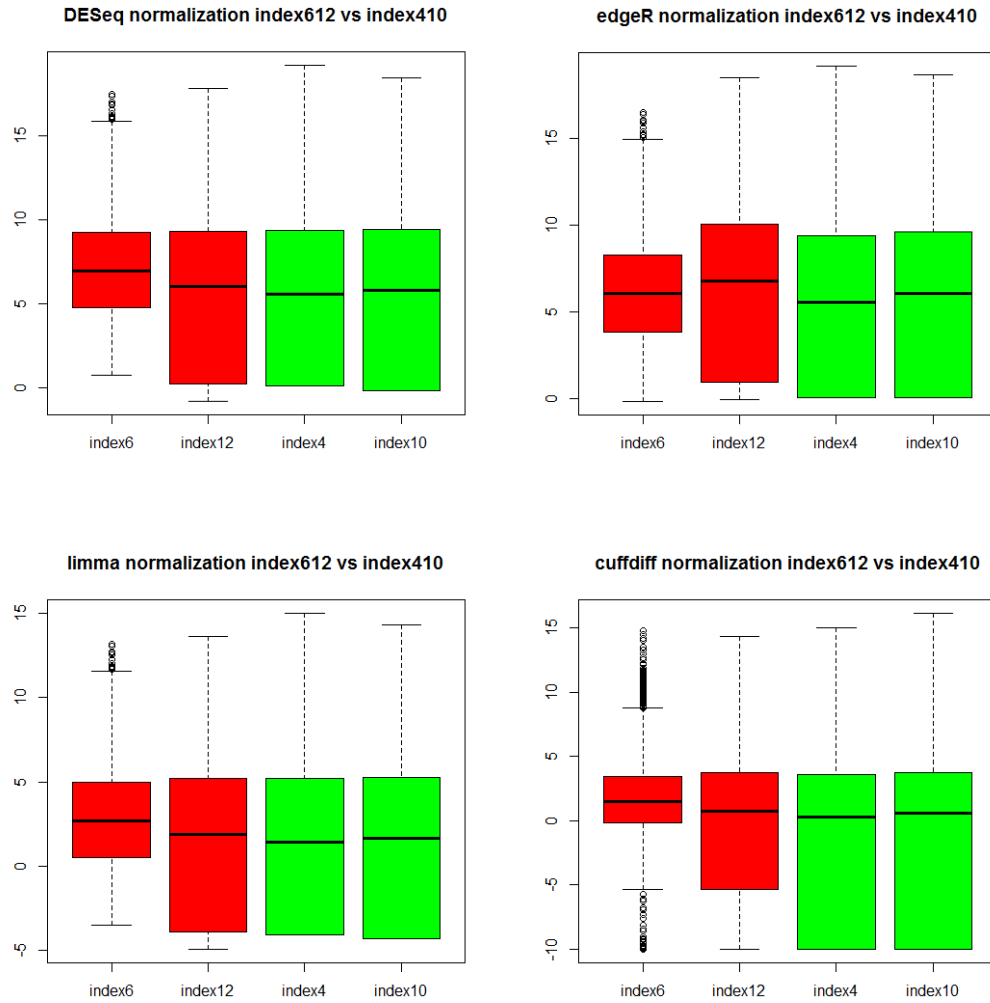 DESeq normalization index612 vs index410
15
10
5
0
index6 index12 index4 index10
edgeR normalization index612 vs index410
15
10
5
0
index6 index12 index4 index10
limma normalization index612 vs index410
15
10
5
0
-5
index6 index12 index4 index10
cuffdiff normalization index612 vs index410
15
10
5
0
-5
-10
index6 index12 index4 index10